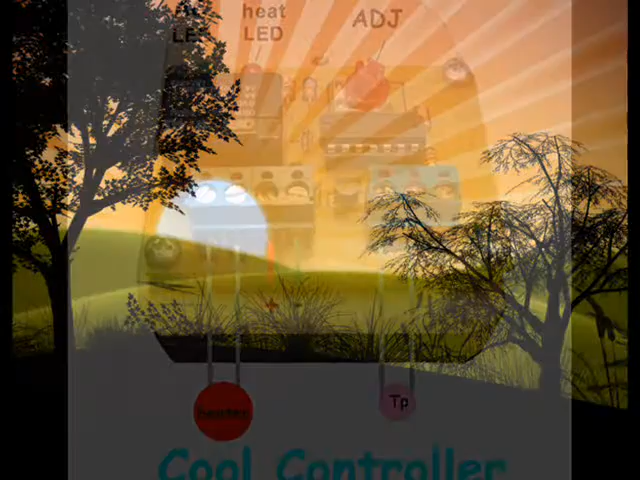 heat
LED
ADJ
+ -
heater
Tp
Cool Controller